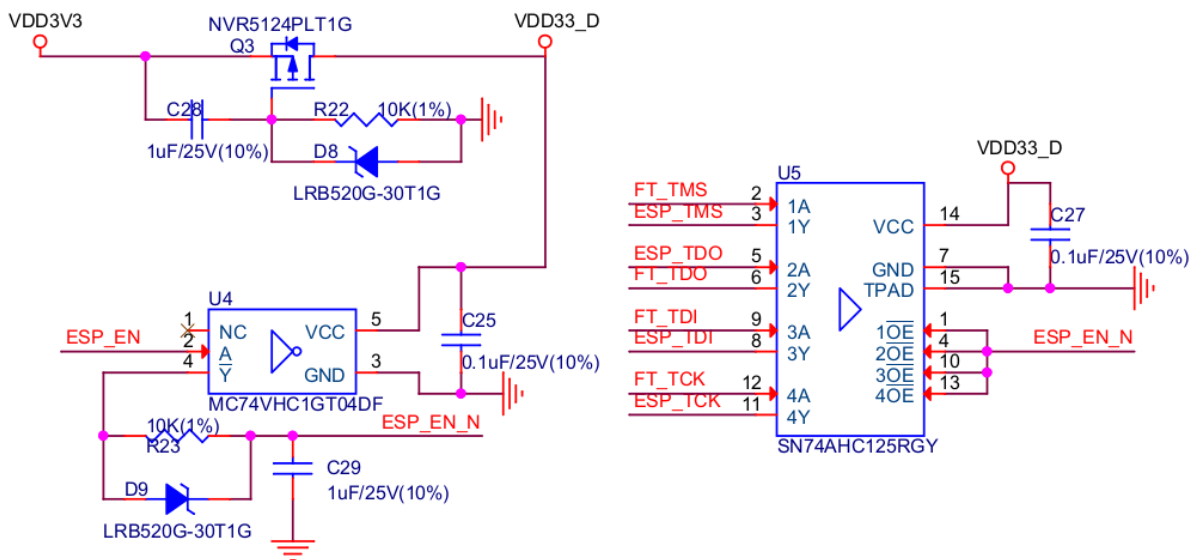 VDD3V3
NVR5124PLT1G
VDD33_D
Q3
C28
R22
10K(1%)
1uF/25V(10%)
D8
LRB520G-30T1G
U4
1
NC
VCC
5
ESP_EN
2
A
4
Y
GND
3
C25
0.1uF/25V(10%)
MC74VHC1GT04DF
10K(1%)
R23
ESP_EN_N
D9
LRB520G-30T1G
C29
1uF/25V(10%)
VDD33_D
U5
FT_TMS
2
1A
ESP_TMS
3
1Y
VCC
14
C27
0.1uF/25V(10%)
ESP_TDO
5
2A
GND
7
FT_TDO
6
2Y
TPAD
15
FT_TDI
9
3A
1OE
1
ESP_TDI
8
3Y
2OE
4
ESP_EN_N
3OE
10
FT_TCK
12
4A
4OE
13
ESP_TCK
11
4Y
SN74AHC125RGY